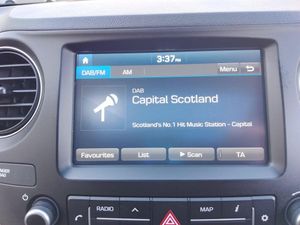 3:37PM
DAB/FM
AM
Menu
DAB
Capital Scotland
Scotland's No.1 Hit Music Station - Capital
Favourites
List
Scan
TA
RADIO
MAP